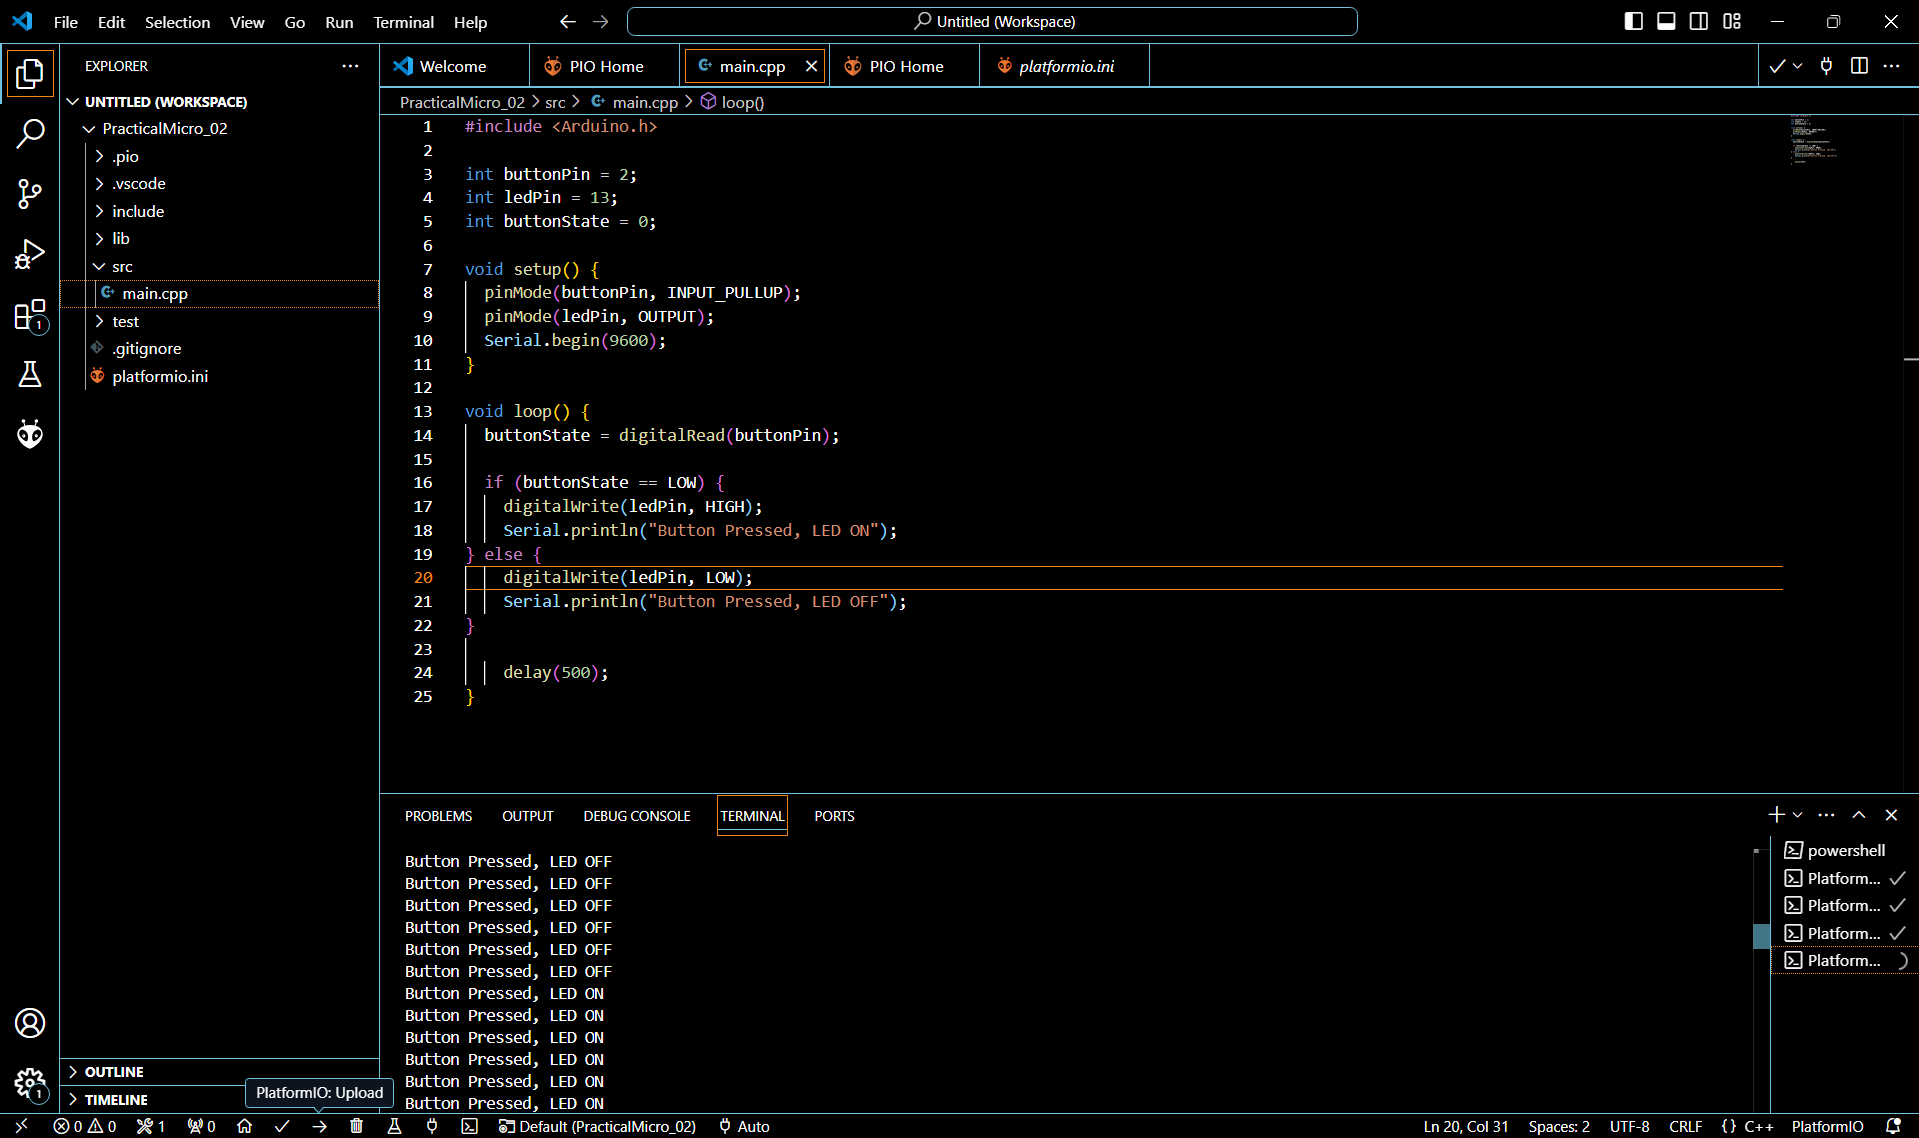 File Edit Selection View Go Run Terminal Help
Untitled (Workspace)
EXPLORER
UNTITLED (WORKSPACE)
PracticalMicro_02
.pio
.vscode
include
lib
src
main.cpp
test
.gitignore
platformio.ini
OUTLINE
TIMELINE
Welcome PIO Home main.cpp PIO Home platformio.ini
PracticalMicro_02 > src > main.cpp > loop()
1 #include <Arduino.h>
2
3 int buttonPin = 2;
4 int ledPin = 13;
5 int buttonState = 0;
6
7 void setup() {
8 pinMode(buttonPin, INPUT_PULLUP);
9 pinMode(ledPin, OUTPUT);
10 Serial.begin(9600);
11 }
12
13 void loop() {
14 buttonState = digitalRead(buttonPin);
15
16 if (buttonState == LOW) {
17 digitalWrite(ledPin, HIGH);
18 Serial.println("Button Pressed, LED ON");
19 } else {
20 digitalWrite(ledPin, LOW);
21 Serial.println("Button Pressed, LED OFF");
22 }
23
24 delay(500);
25 }
PROBLEMS OUTPUT DEBUG CONSOLE TERMINAL PORTS
Button Pressed, LED OFF
Button Pressed, LED OFF
Button Pressed, LED OFF
Button Pressed, LED OFF
Button Pressed, LED OFF
Button Pressed, LED OFF
Button Pressed, LED ON
Button Pressed, LED ON
Button Pressed, LED ON
Button Pressed, LED ON
Button Pressed, LED ON
Button Pressed, LED ON
powershell
Platform...
Platform...
Platform...
Platform...
1
1
PlatformIO: Upload
0 0 1 0 Default (PracticalMicro_02) Auto Ln 20, Col 31 Spaces: 2 UTF-8 CRLF {} C++ PlatformIO